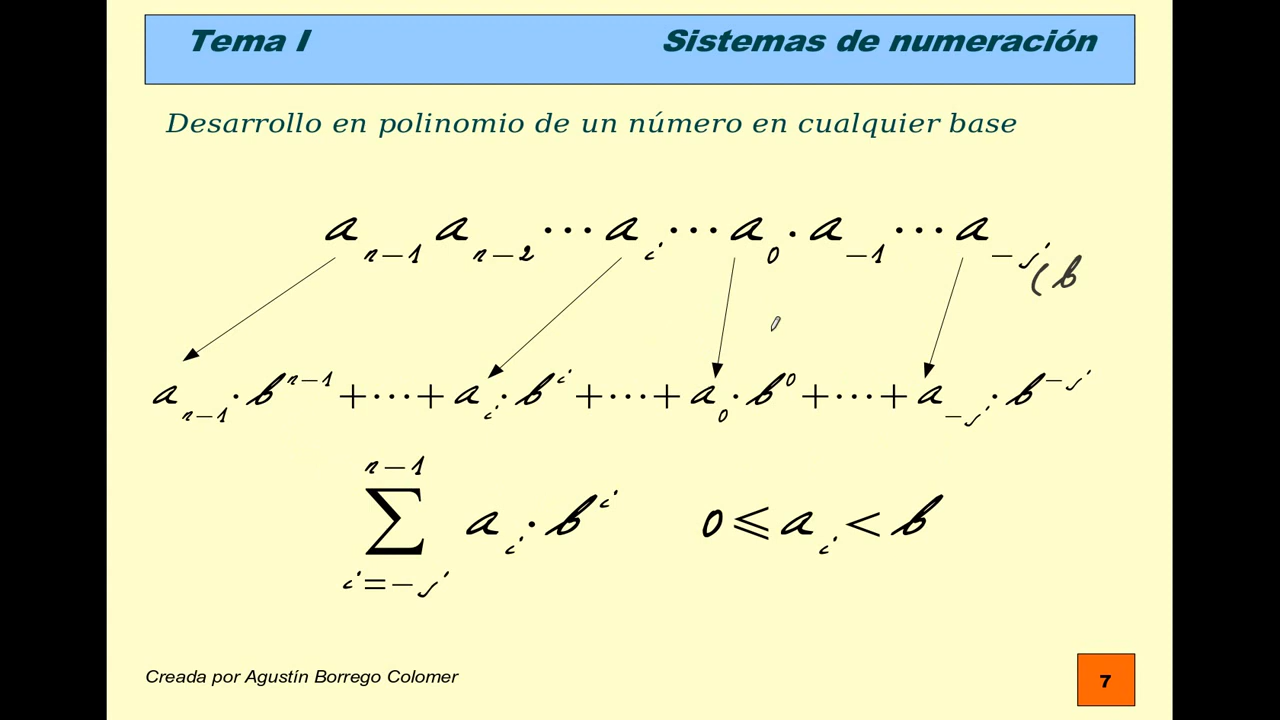 Tema I Sistemas de numeración
Desarrollo en polinomio de un número en cualquier base
a_{n-1} a_{n-2} ⋯ a_i ⋯ a_0 . a_{-1} ⋯ a_{-j} (b
a_{n-1}·b^{n-1}+⋯+a_i·b^i+⋯+a_0·b^0+⋯+a_{-j}·b^{-j}
∑_{i=-j}^{n-1} a_i·b^i 0⩽a_i<b
Creada por Agustín Borrego Colomer 7